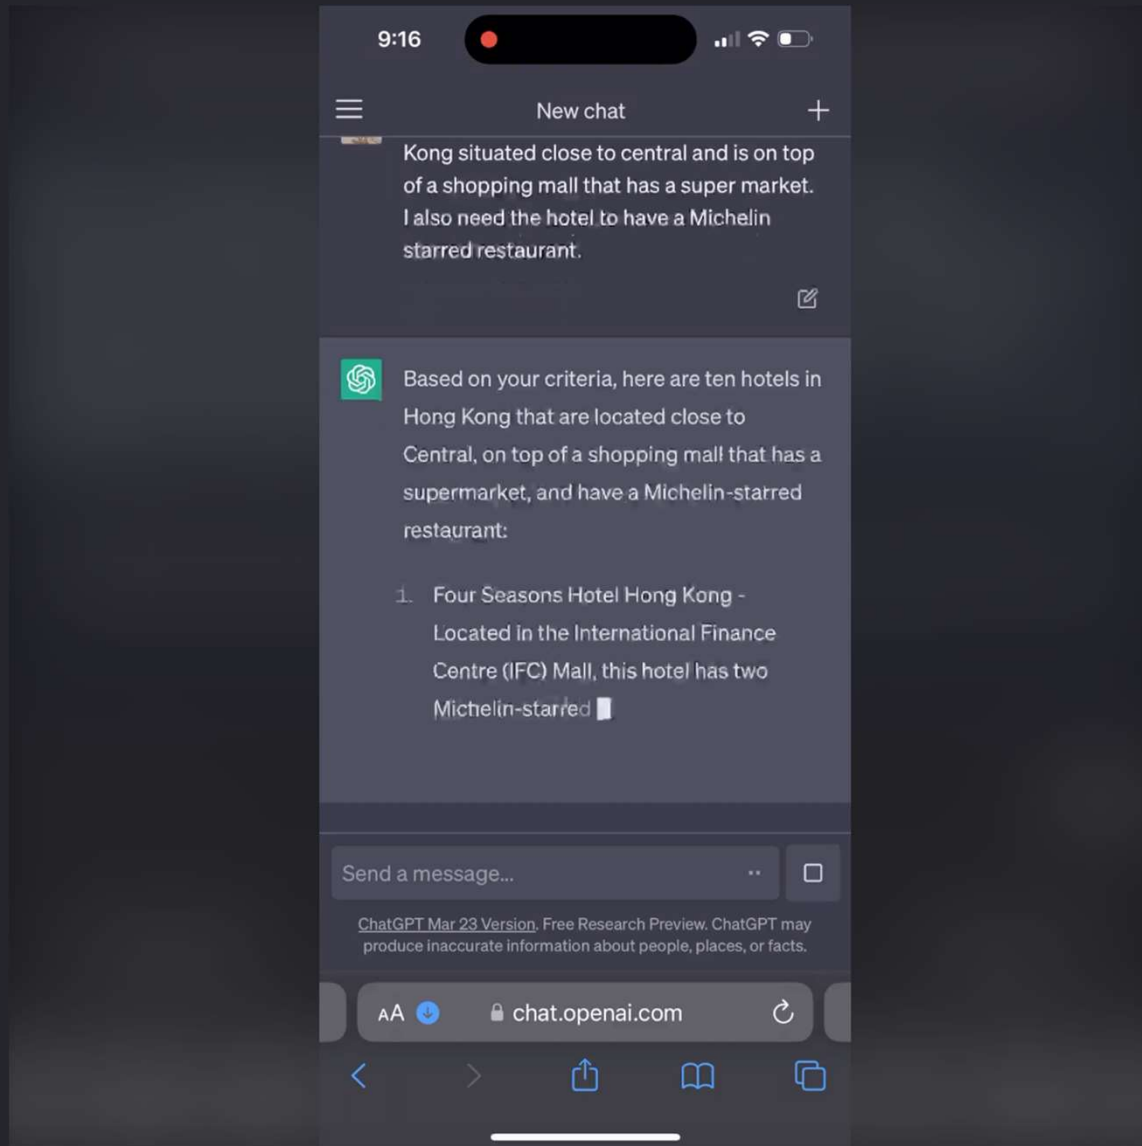 9:16
New chat
Kong situated close to central and is on top
of a shopping mall that has a super market.
I also need the hotel to have a Michelin
starred restaurant.
Based on your criteria, here are ten hotels in
Hong Kong that are located close to
Central, on top of a shopping mall that has a
supermarket, and have a Michelin-starred
restaurant:
1. Four Seasons Hotel Hong Kong -
Located in the International Finance
Centre (IFC) Mall, this hotel has two
Michelin-starred
Send a message...
ChatGPT Mar 23 Version. Free Research Preview. ChatGPT may
produce inaccurate information about people, places, or facts.
AA chat.openai.com